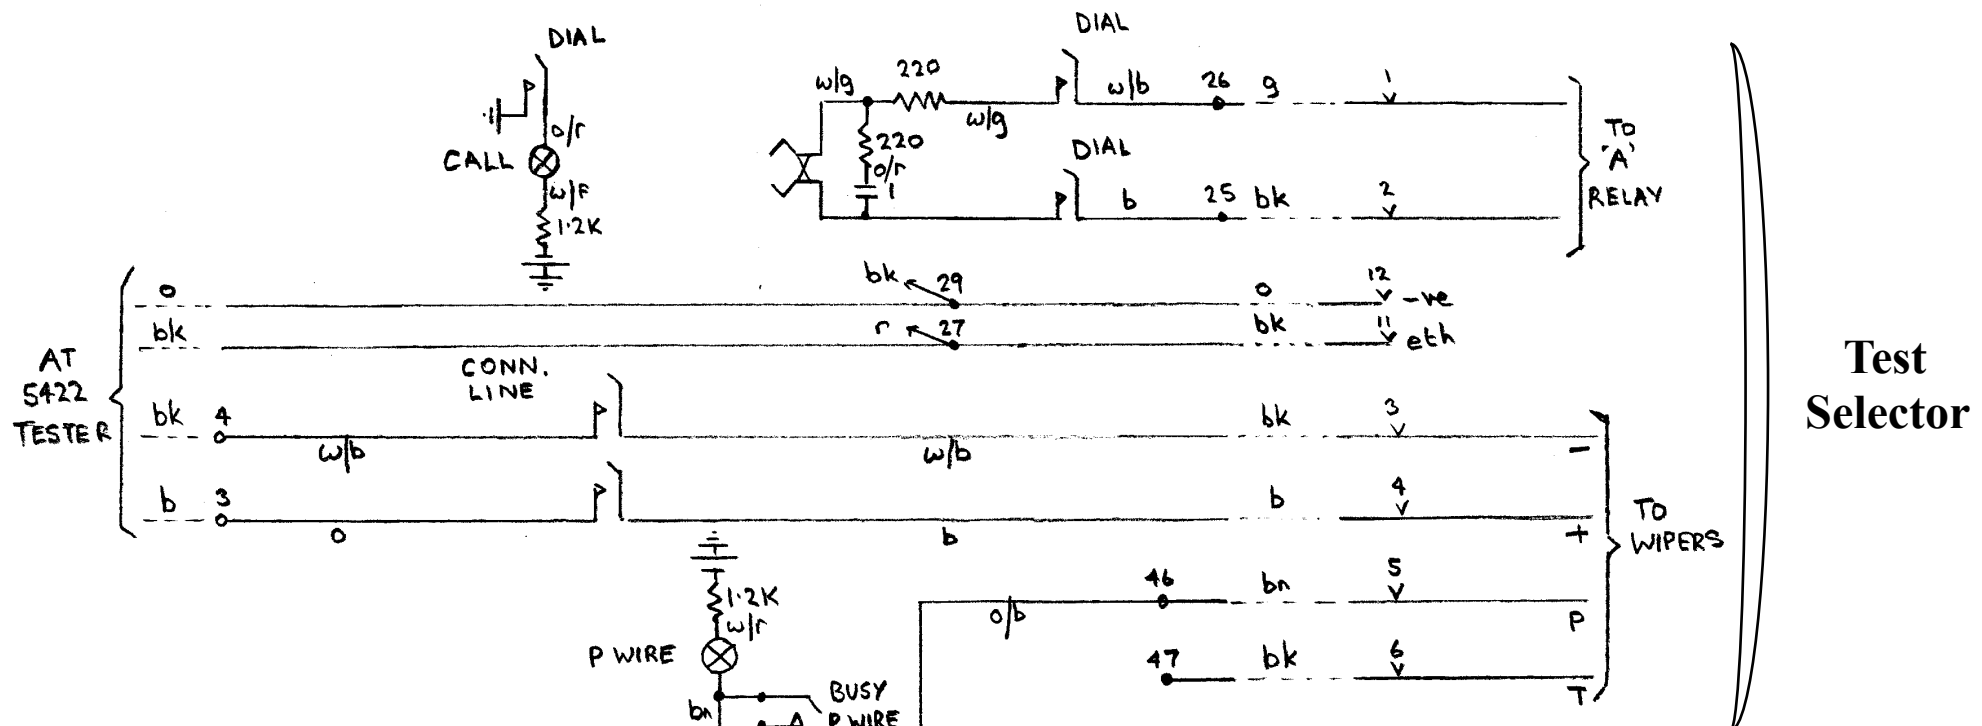 DIAL
DIAL
w/g
220
w/b
26
g
1
w/g
o/r
220
DIAL
TO
'A'
RELAY
CALL
o/r
w/r
1
b
25
bk
2
1.2K
bk
29
o
12
-ve
o
r
27
bk
11
eth
bk
AT
5422
TESTER
CONN.
LINE
bk
4
w/b
w/b
bk
3
-
b
3
o
b
b
4
+
TO
WIPERS
Test
Selector
1.2K
w/r
P WIRE
46
bn
5
o/b
P
47
bk
6
T
bn
BUSY
P WIRE